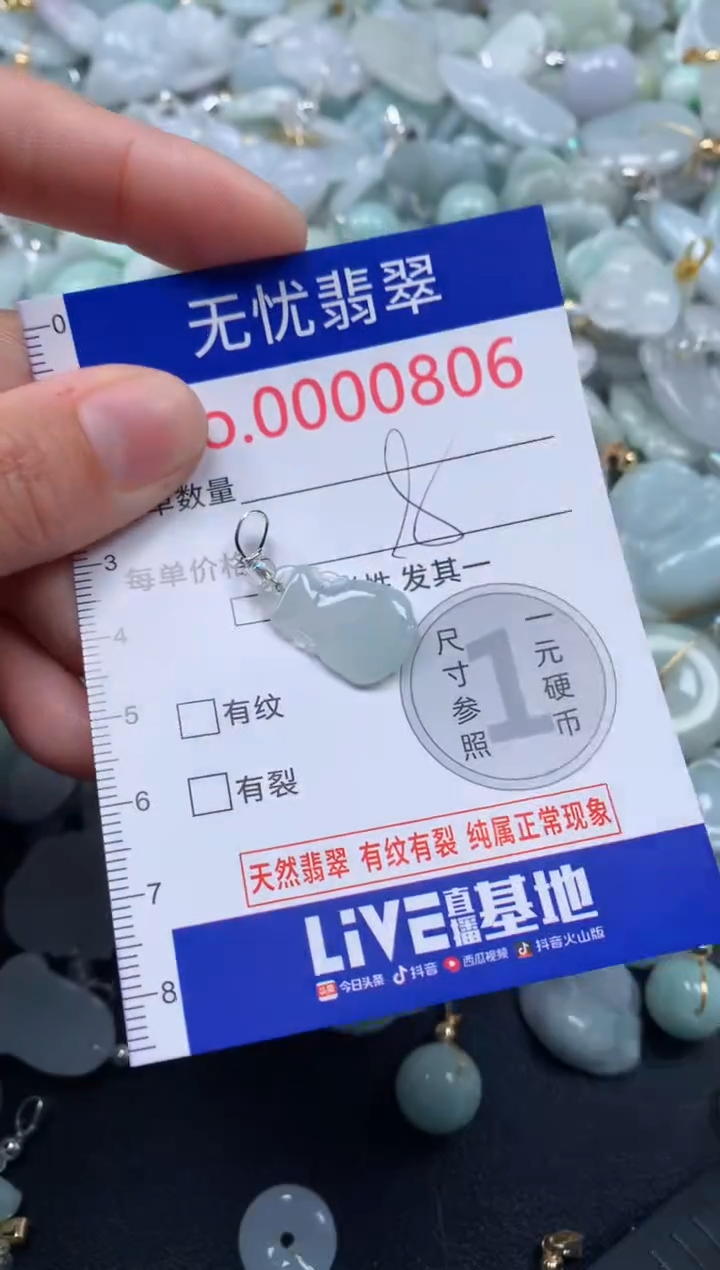 无忧翡翠
o.0000806
单数量
8
每单价格
性 发其一
有纹
有裂
尺寸参照
1
一元硬币
天然翡翠 有纹有裂 纯属正常现象
LiVE直播基地
今日头条 抖音 西瓜视频 抖音火山版
0
3
4
5
6
7
8